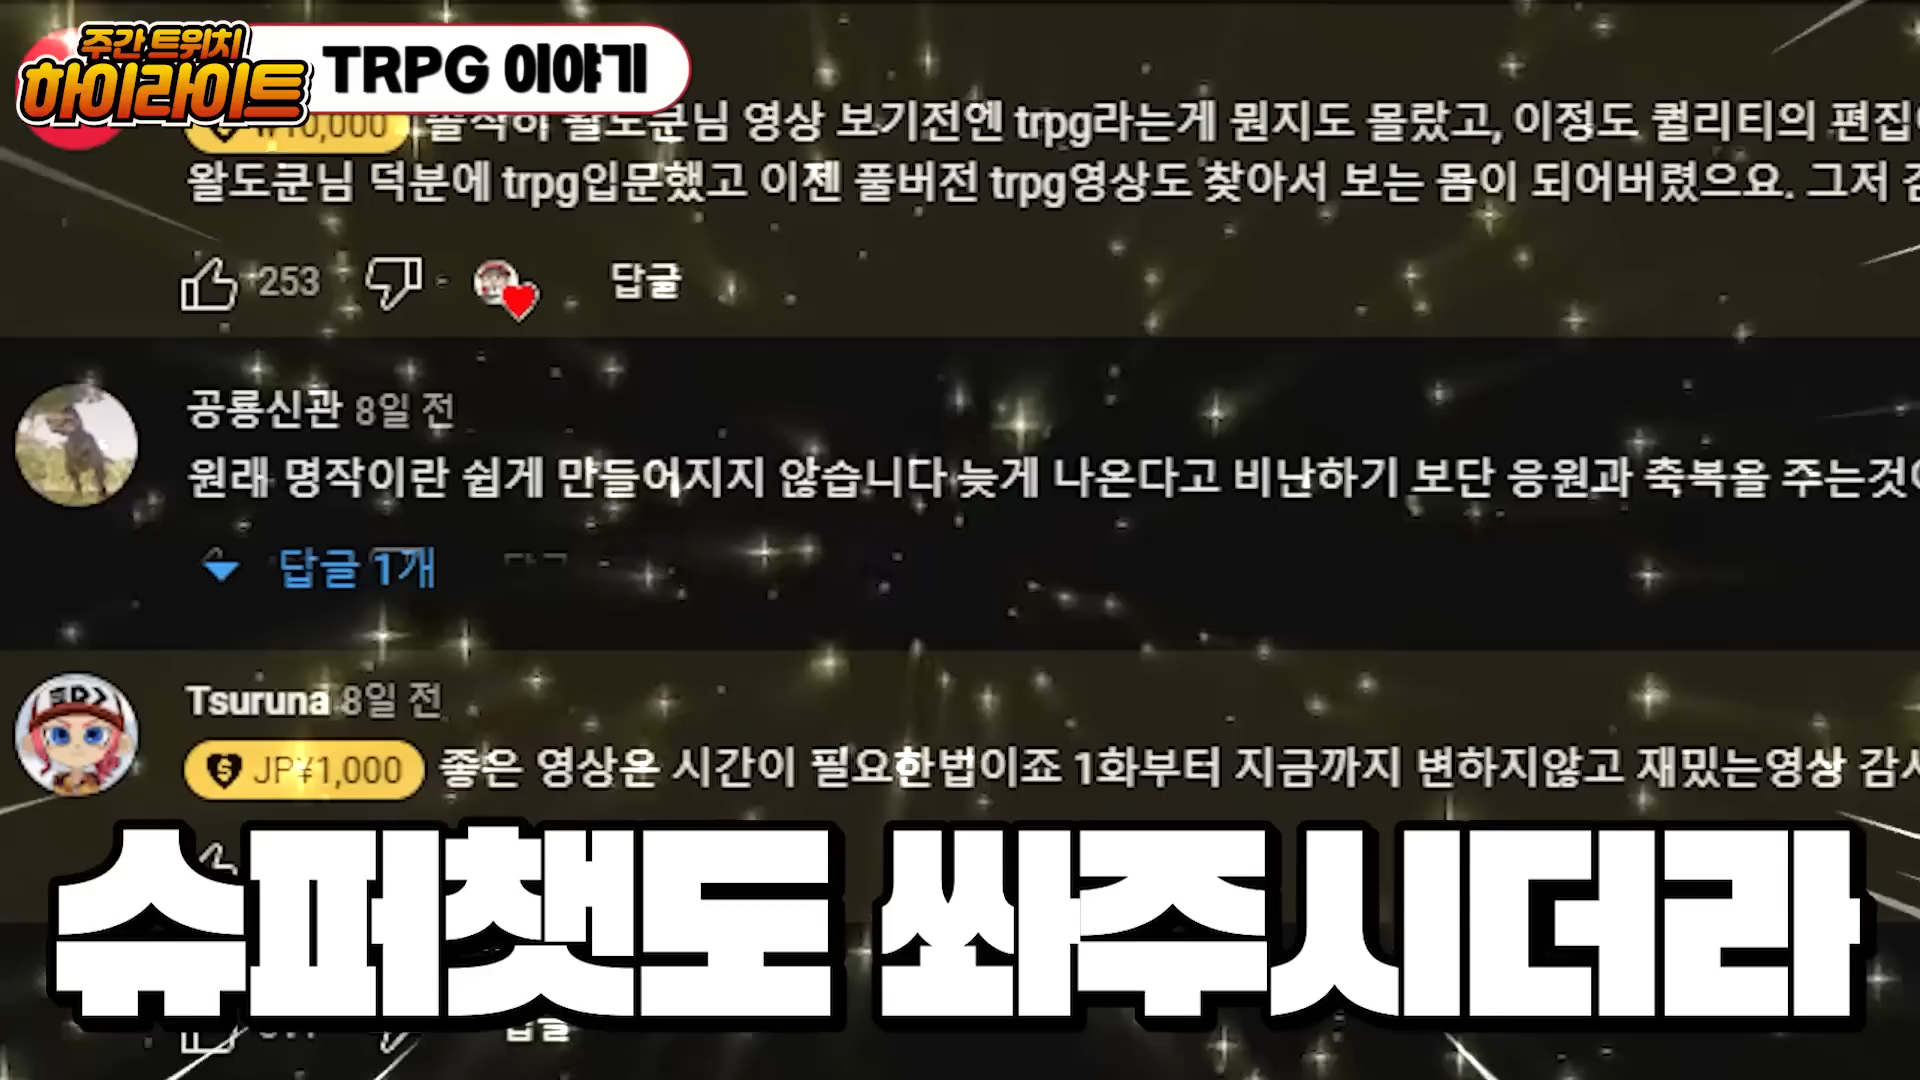 주간 트위치
하이라이트
TRPG 이야기
왈도쿤님 영상 보기전엔 trpg라는게 뭔지도 몰랐고, 이정도 퀄리티의
왈도쿤님 덕분에 trpg입문했고 이젠 풀버전 trpg영상도 찾아서 보는 몸이 되어버렸으요. 그저
253
답글
공룡신관 8일 전
원래 명작이란 쉽게 만들어지지 않습니다 늦게 나온다고 비난하기 보단 응원과 축복을
답글 1개
Tsuruna 8일 전
JP¥1,000 좋은 영상은 시간이 필요한법이죠 1화부터 지금까지 변하지않고 재밌는영상
슈퍼챗도 쏴주시더라
답글